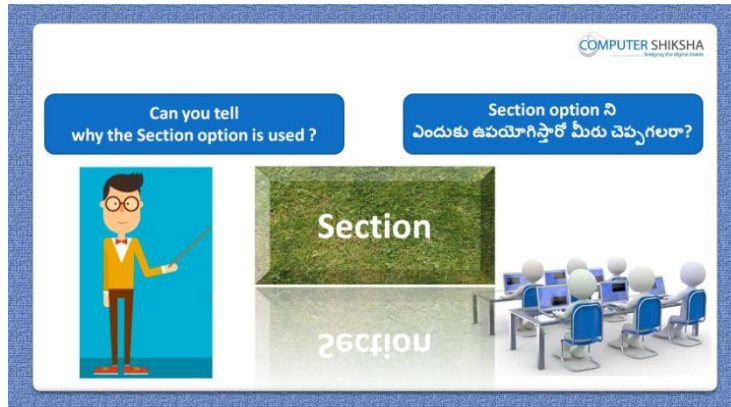 COMPUTER SHIKSHA
bridging the digital divide
Can you tell
why the Section option is used ?
Section option ని
ఎందుకు ఉపయోగిస్తారో మీరు చెప్పగలరా?
Section
Section